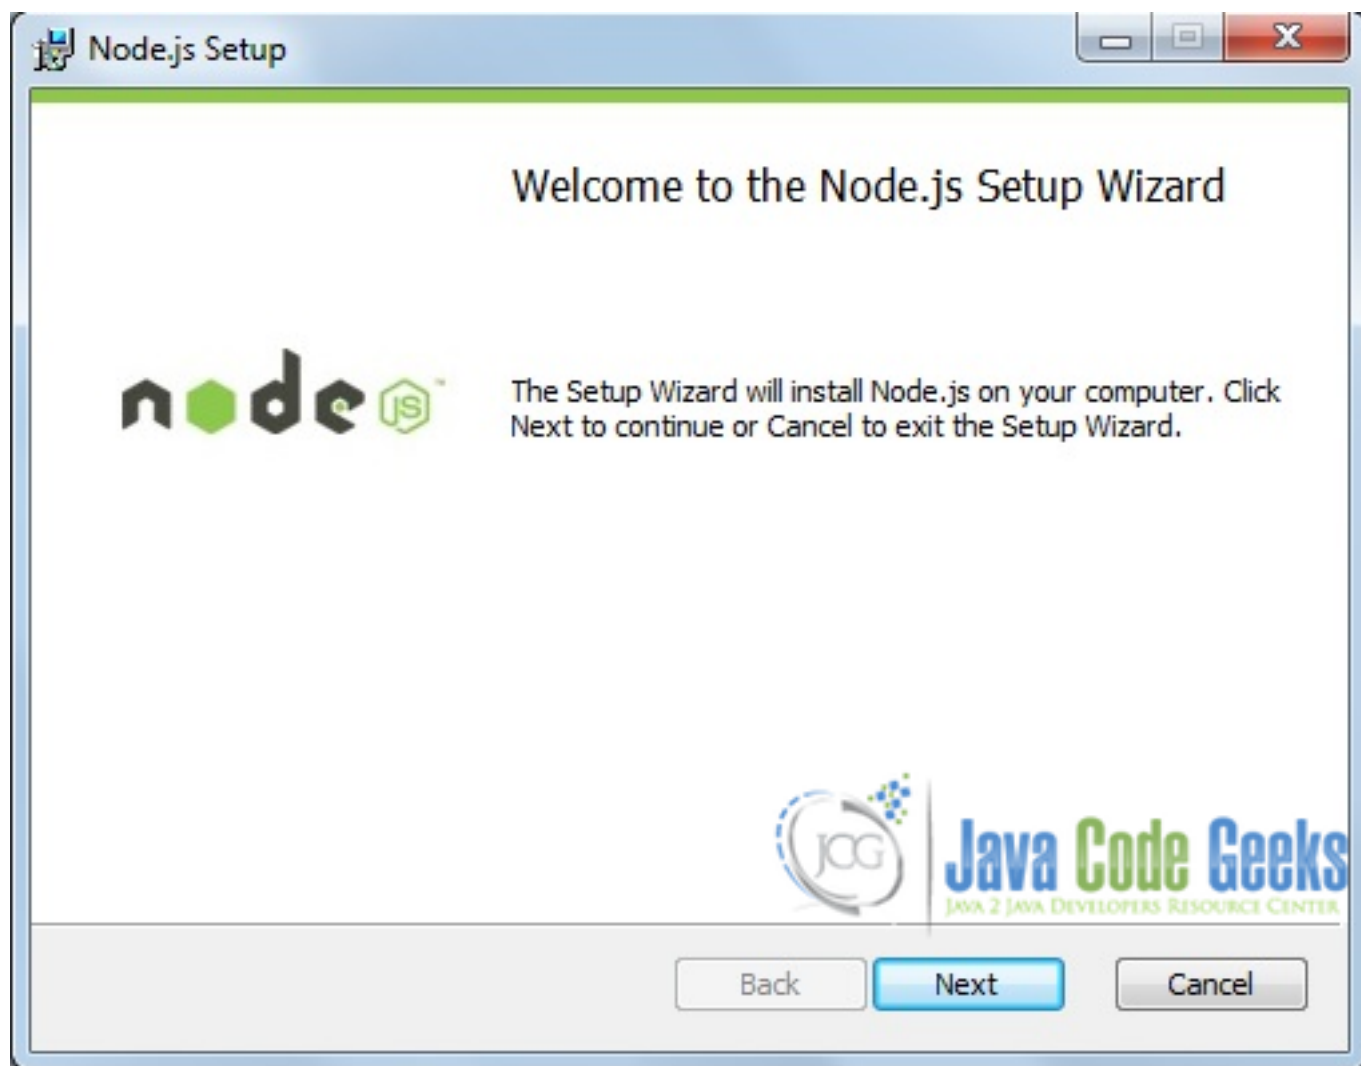 Node.js Setup
Welcome to the Node.js Setup Wizard
node JS™
The Setup Wizard will install Node.js on your computer. Click
Next to continue or Cancel to exit the Setup Wizard.
JCG
Java Code Geeks
JAVA 2 JAVA DEVELOPERS RESOURCE CENTER
Back
Next
Cancel